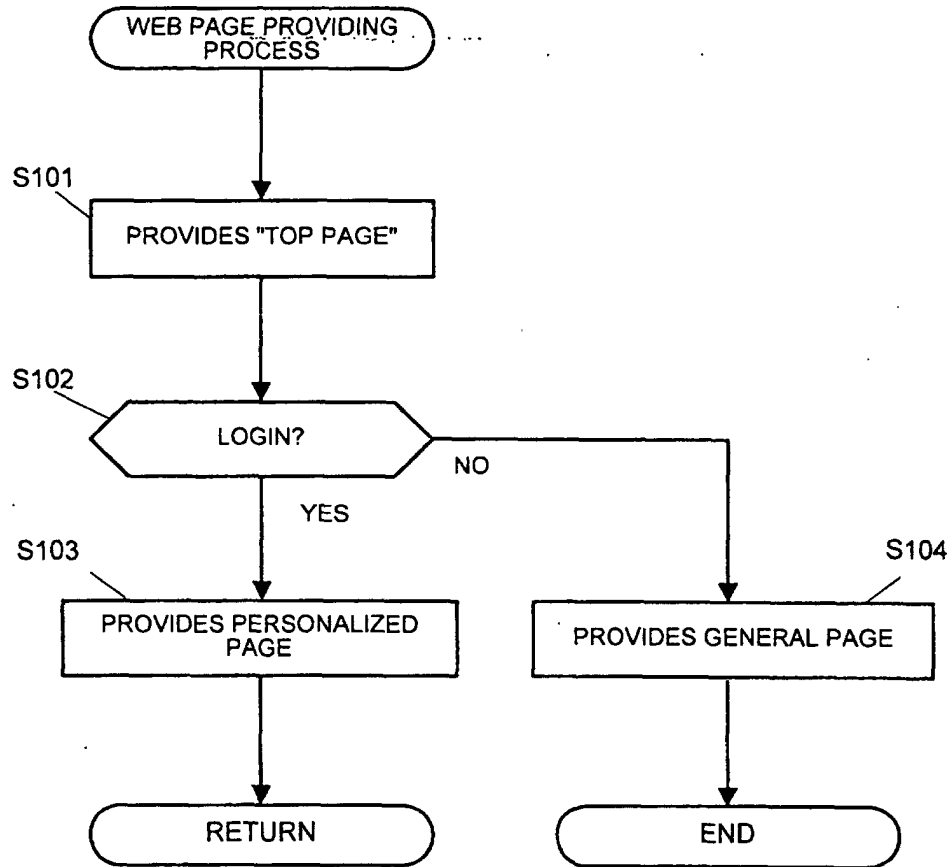 WEB PAGE PROVIDING
PROCESS
S101
PROVIDES "TOP PAGE"
S102
LOGIN?
NO
YES
S103
S104
PROVIDES PERSONALIZED
PAGE
PROVIDES GENERAL PAGE
RETURN
END